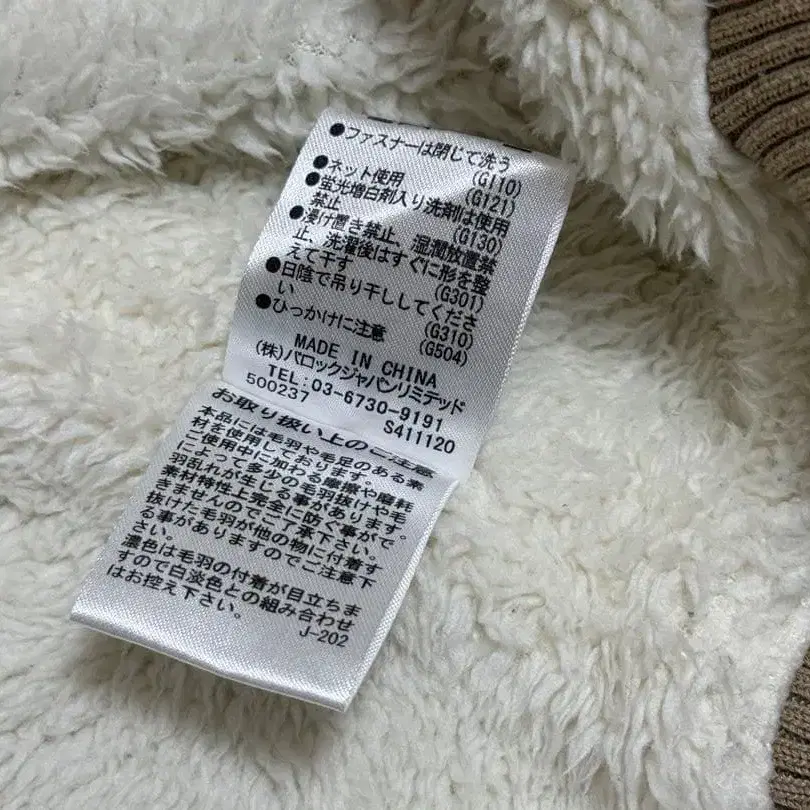 ●ファスナーは閉じて洗う
(G110)
●ネット使用
(G121)
●蛍光増白剤入り洗剤は使用
禁止
(G130)
●浸け置き禁止、湿潤放置禁
止、洗濯後はすぐに形を整
えて干す
(G301)
●日陰で吊り干ししてくださ
い
(G310)
●ひっかけに注意
(G504)
MADE IN CHINA
(株)バロックジャパンリミテッド
TEL:03-6730-9191
500237
S411120
お取り扱い上のご注意
本品には毛羽や毛足のある素
材を使用しております。
ご使用中に加わる摩擦や磨耗
によって多少の毛羽抜けや毛
羽乱れが生じる事があります。
素材特性上完全に防ぐ事がで
きませんのでご了承下さい。
抜けた毛羽が他の物に付着す
る事がありますのでご注意下
さい。
濃色は毛羽の付着が目立ちま
すので白淡色との組み合わせ
はお控え下さい。
J-202